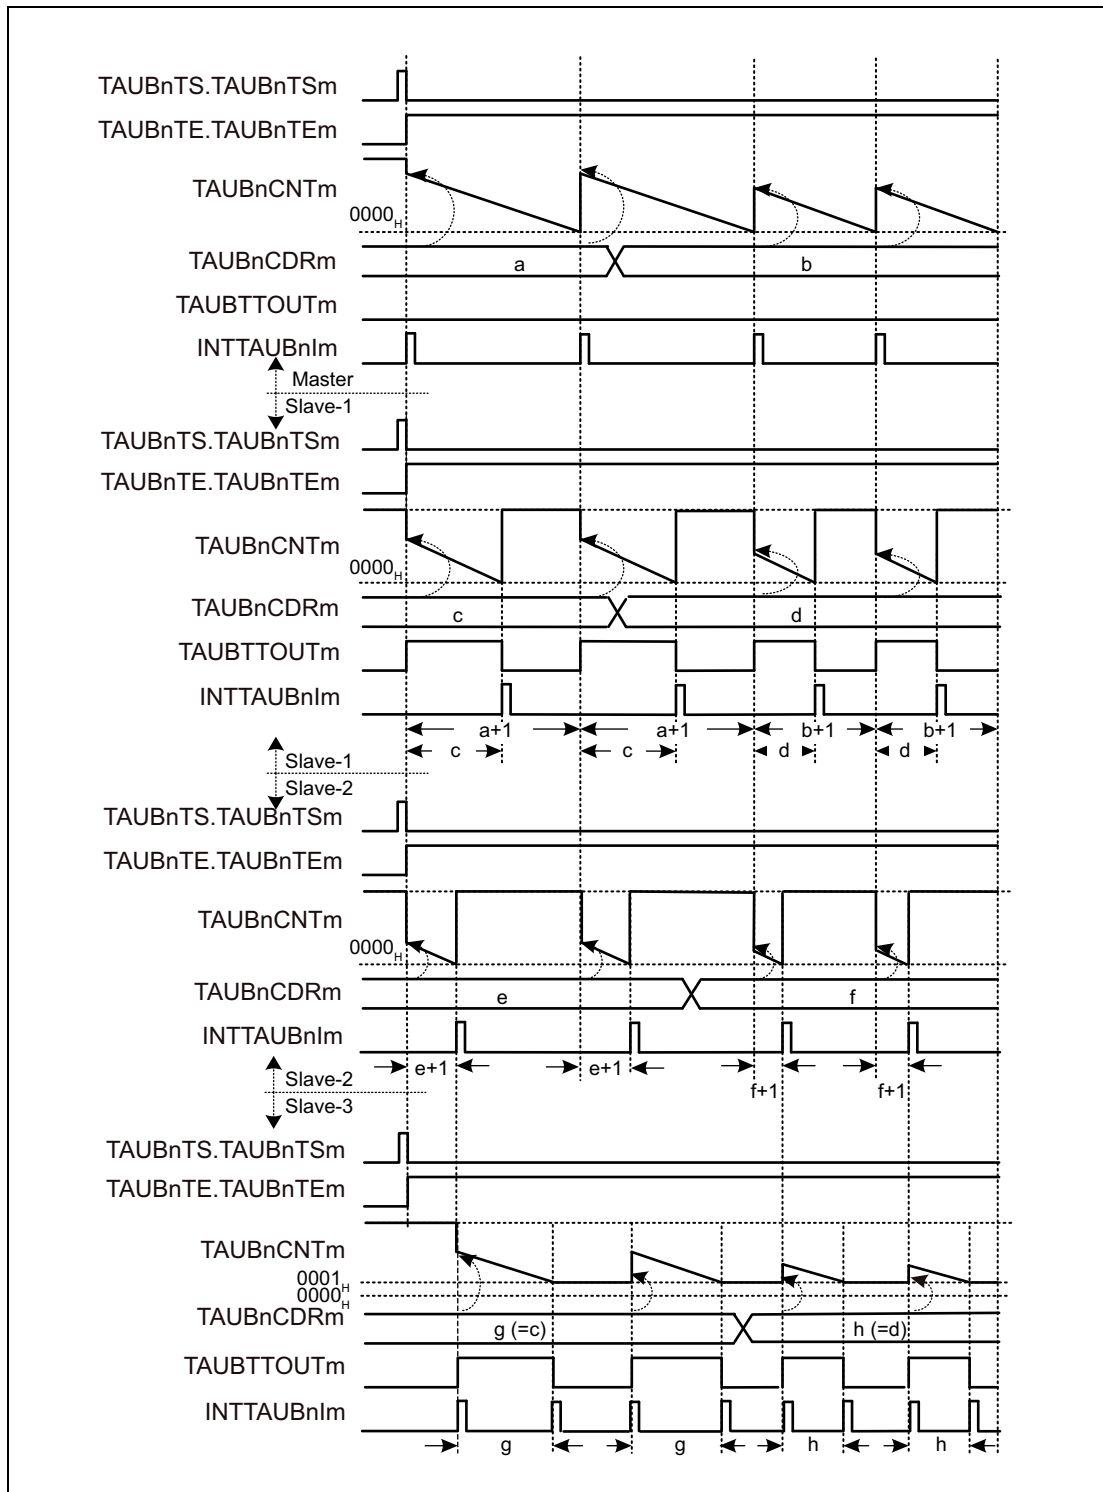 TAUBnTS.TAUBnTSm
TAUBnTE.TAUBnTEm
TAUBnCNTm
0000H
TAUBnCDRm
a
b
TAUBTTOUTm
INTTAUBnIm
Master
Slave-1
TAUBnTS.TAUBnTSm
TAUBnTE.TAUBnTEm
TAUBnCNTm
0000H
TAUBnCDRm
c
d
TAUBTTOUTm
INTTAUBnIm
a+1 a+1 b+1 b+1
c c d d
Slave-1
Slave-2
TAUBnTS.TAUBnTSm
TAUBnTE.TAUBnTEm
TAUBnCNTm
0000H
TAUBnCDRm
e
f
INTTAUBnIm
e+1 e+1 f+1 f+1
Slave-2
Slave-3
TAUBnTS.TAUBnTSm
TAUBnTE.TAUBnTEm
TAUBnCNTm
0001H
0000H
TAUBnCDRm
g (=c)
h (=d)
TAUBTTOUTm
INTTAUBnIm
g g h h